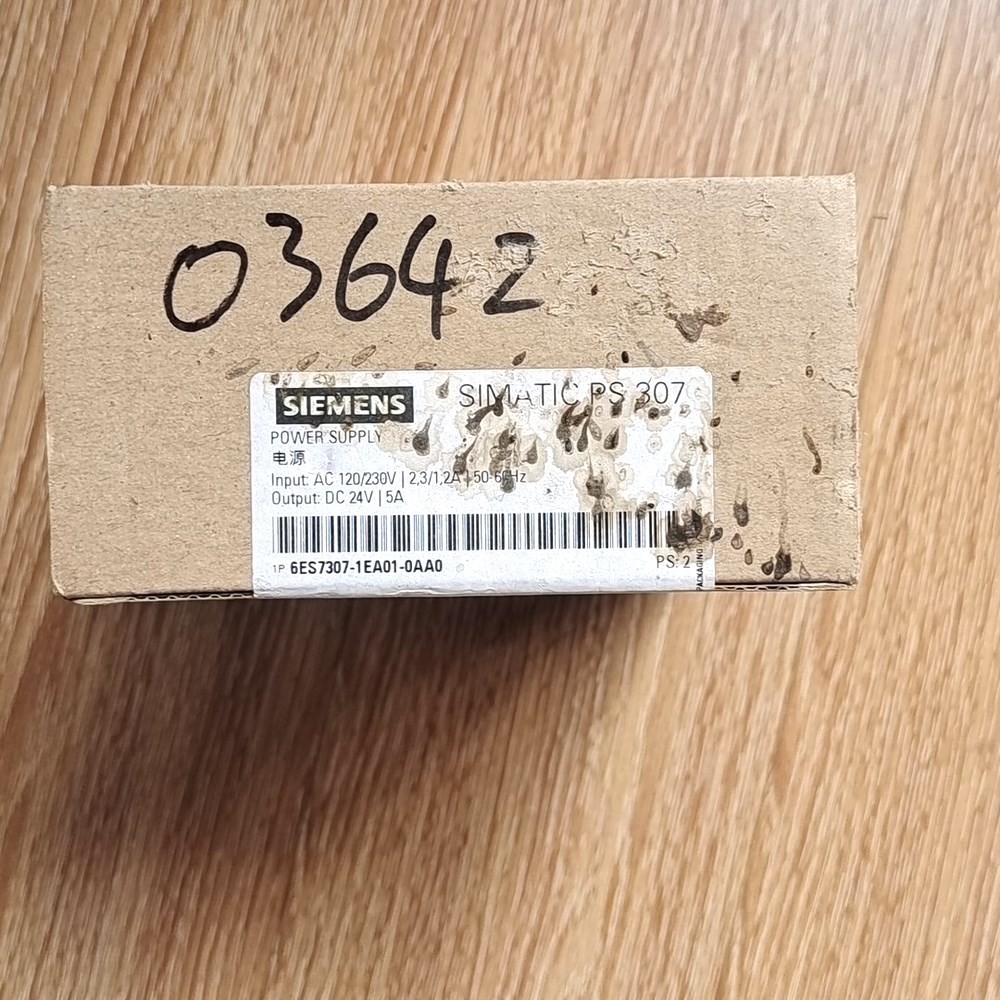 03642
SIEMENS
SIMATIC PS 307
POWER SUPPLY
电源
Input: AC 120/230V | 2,3/1,2A | 50-60Hz
Output: DC 24V | 5A
1P 6ES7307-1EA01-0AA0
PS: 2
PACKAGING